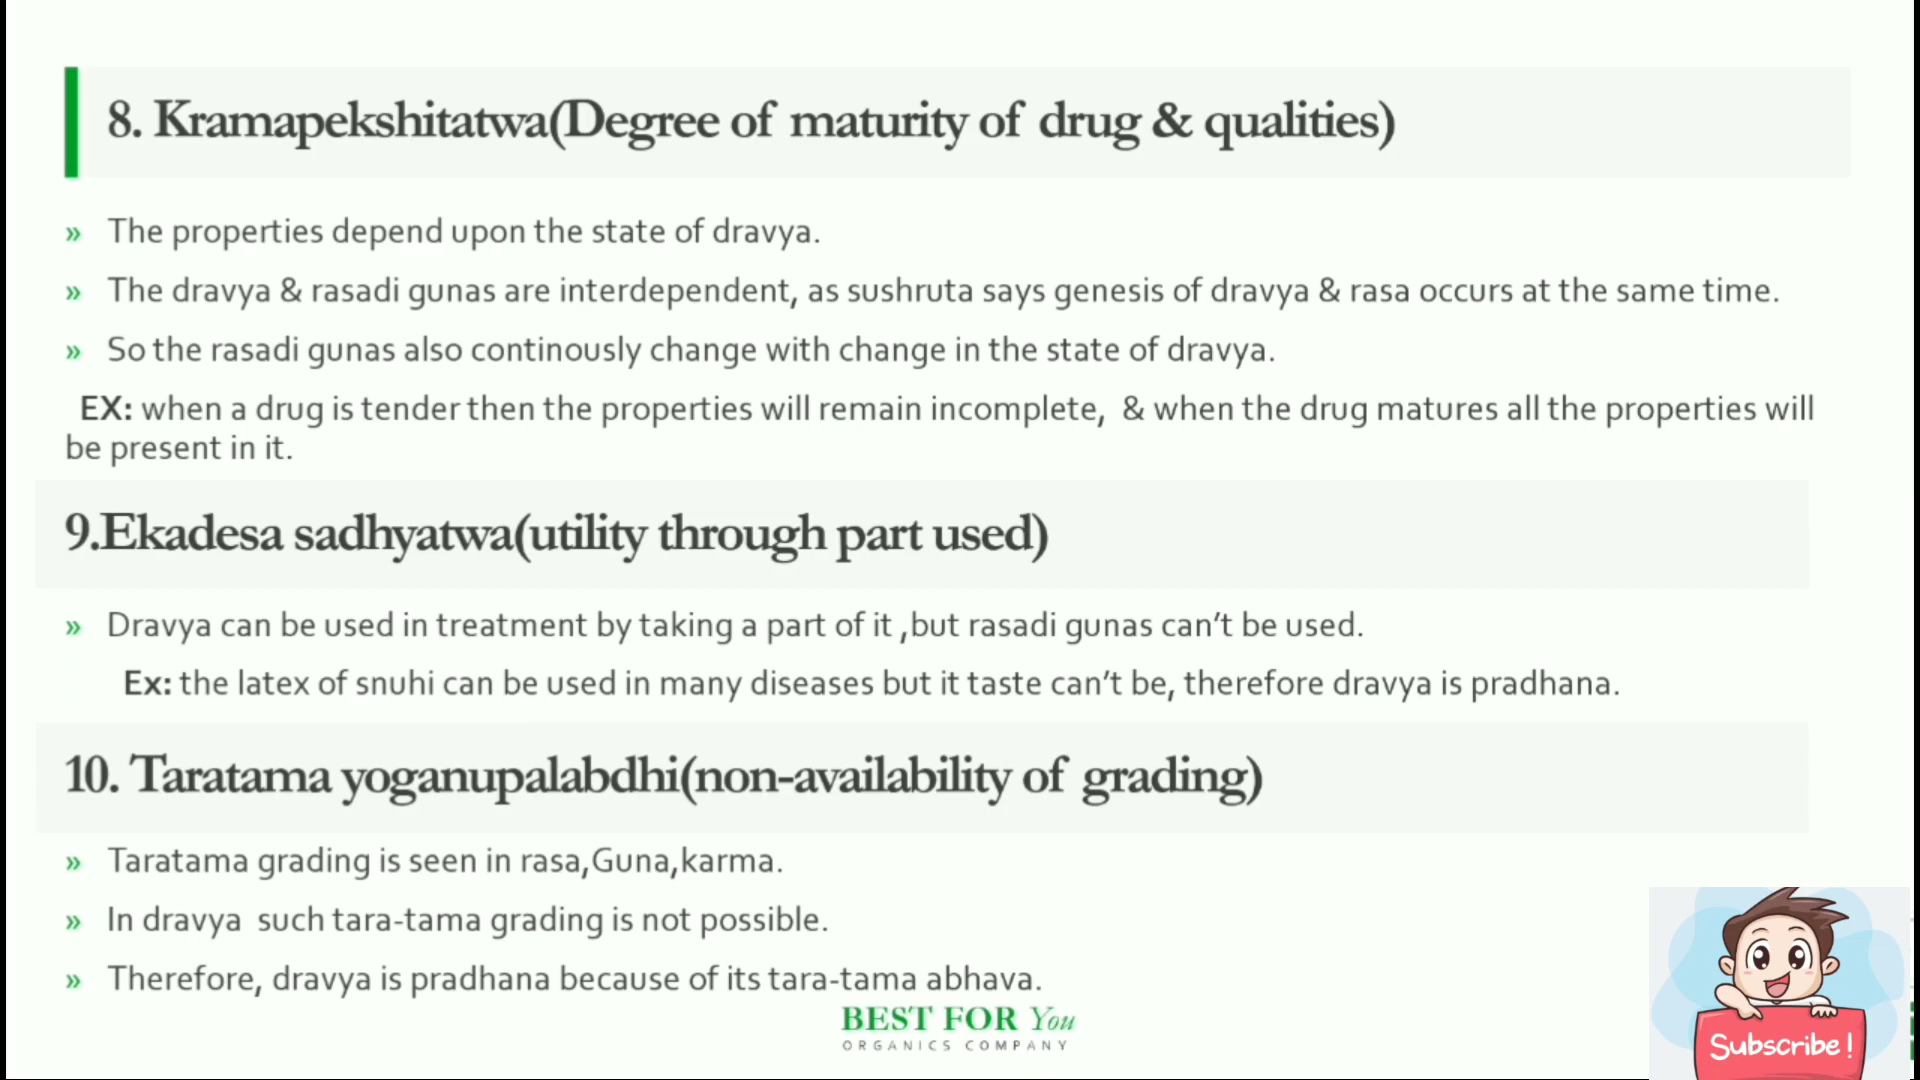 8. Kramapekshitatwa(Degree of maturity of drug & qualities)
» The properties depend upon the state of dravya.
» The dravya & rasadi gunas are interdependent, as sushruta says genesis of dravya & rasa occurs at the same time.
» So the rasadi gunas also continously change with change in the state of dravya.
EX: when a drug is tender then the properties will remain incomplete, & when the drug matures all the properties will
be present in it.
9.Ekadesa sadhyatwa(utility through part used)
» Dravya can be used in treatment by taking a part of it ,but rasadi gunas can't be used.
Ex: the latex of snuhi can be used in many diseases but it taste can't be, therefore dravya is pradhana.
10. Taratama yoganupalabdhi(non-availability of grading)
» Taratama grading is seen in rasa,Guna,karma.
» In dravya such tara-tama grading is not possible.
» Therefore, dravya is pradhana because of its tara-tama abhava.
BEST FOR You
ORGANICS COMPANY
Subscribe!